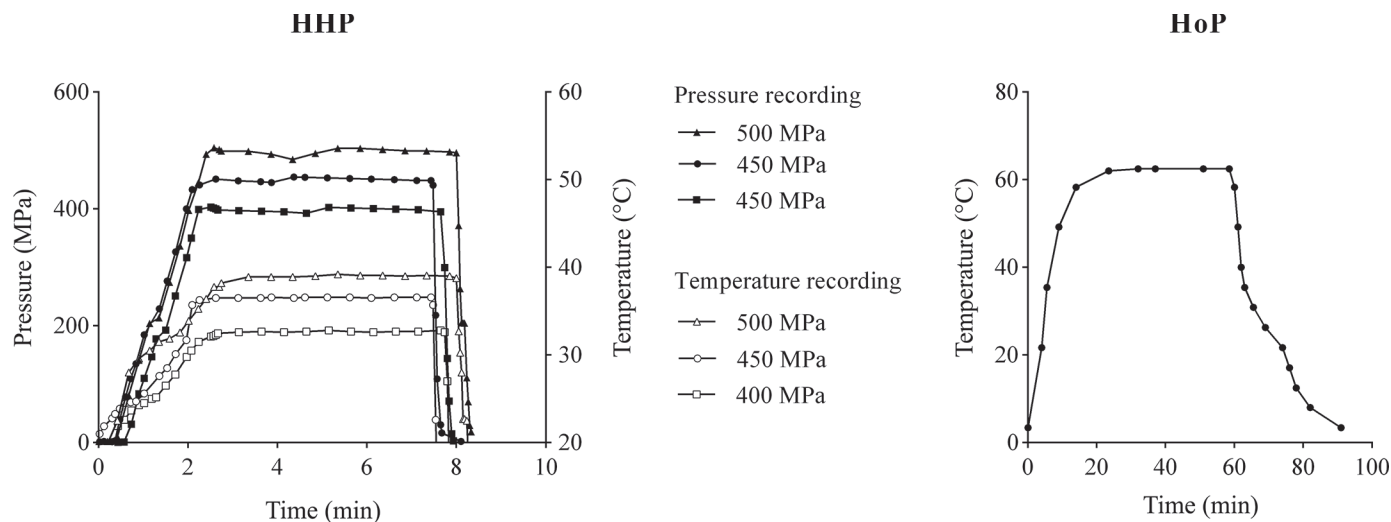 HHP
HoP
600
400
200
0
Pressure (MPa)
0
2
4
6
8
10
Time (min)
60
50
40
30
20
Temperature (°C)
Pressure recording
500 MPa
450 MPa
450 MPa
Temperature recording
500 MPa
450 MPa
400 MPa
80
60
40
20
0
Temperature (°C)
0
20
40
60
80
100
Time (min)